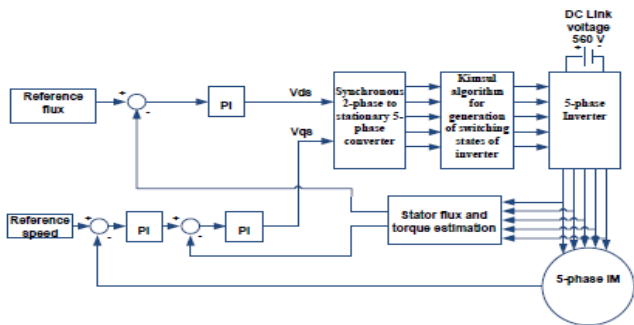 DC Link
voltage
560 V
+ -
Reference
flux
+
-
PI
Vds
Vqs
Synchronous
2-phase to
stationary 5-
phase
converter
Kimsul
algorithm
for
generation
of switching
states of
inverter
5-phase
Inverter
Reference
speed
+
-
PI
+
-
PI
Stator flux and
torque estimation
5-phase IM